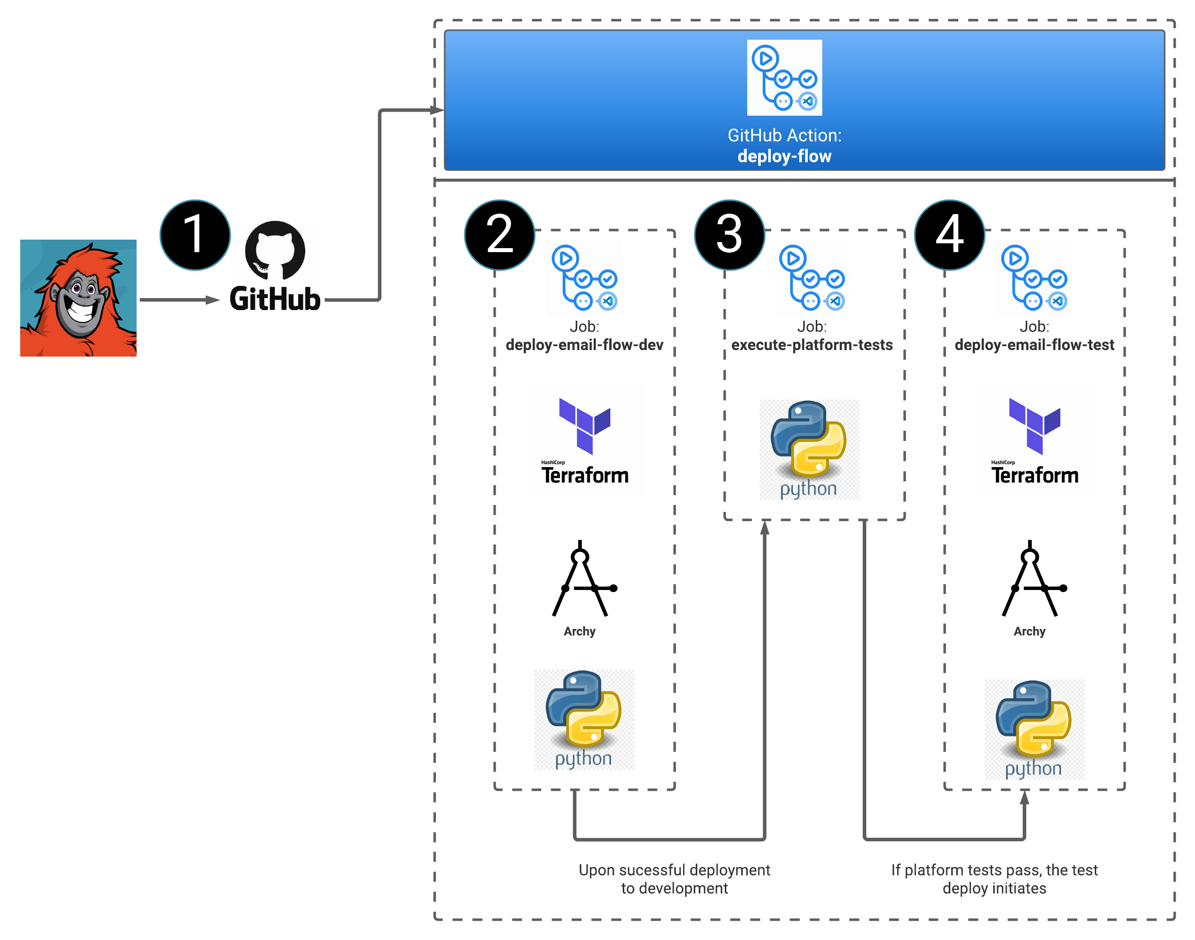 GitHub Action:
deploy-flow
1
GitHub
2
Job:
deploy-email-flow-dev
HashiCorp
Terraform
Archy
python
3
Job:
execute-platform-tests
python
4
Job:
deploy-email-flow-test
HashiCorp
Terraform
Archy
python
Upon sucessful deployment
to development
If platform tests pass, the test
deploy initiates